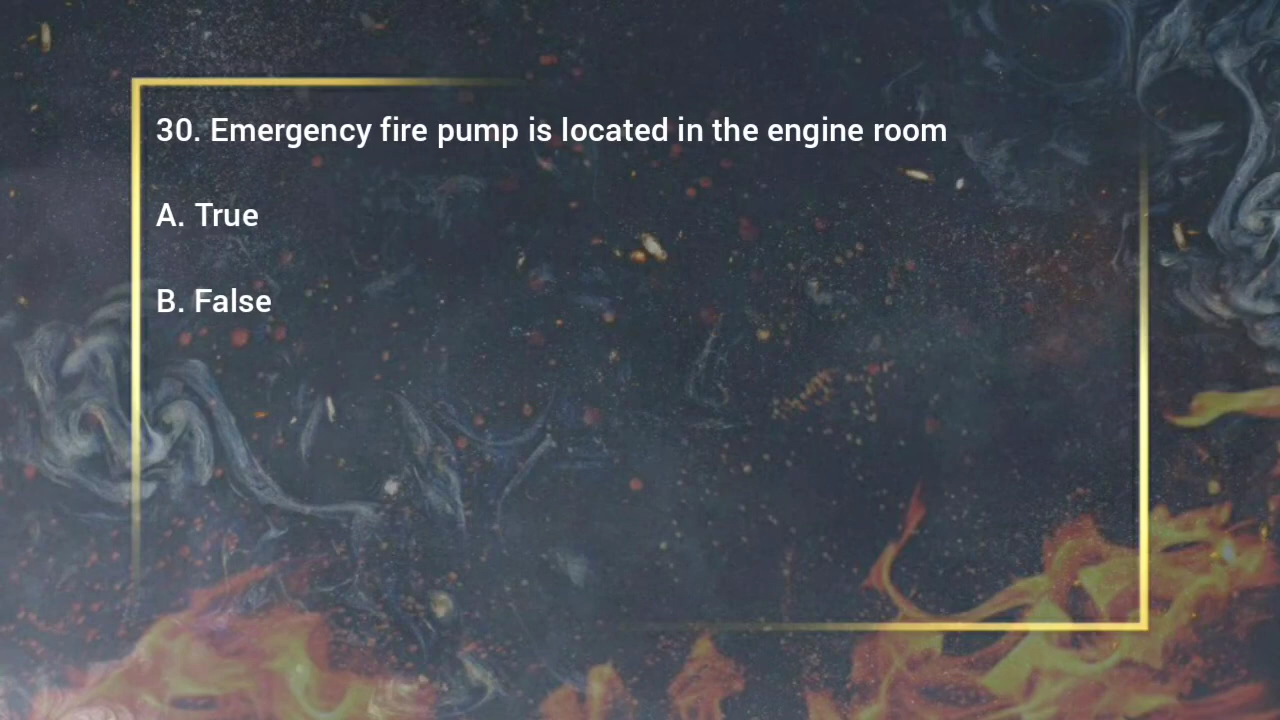 30. Emergency fire pump is located in the engine room
A. True
B. False